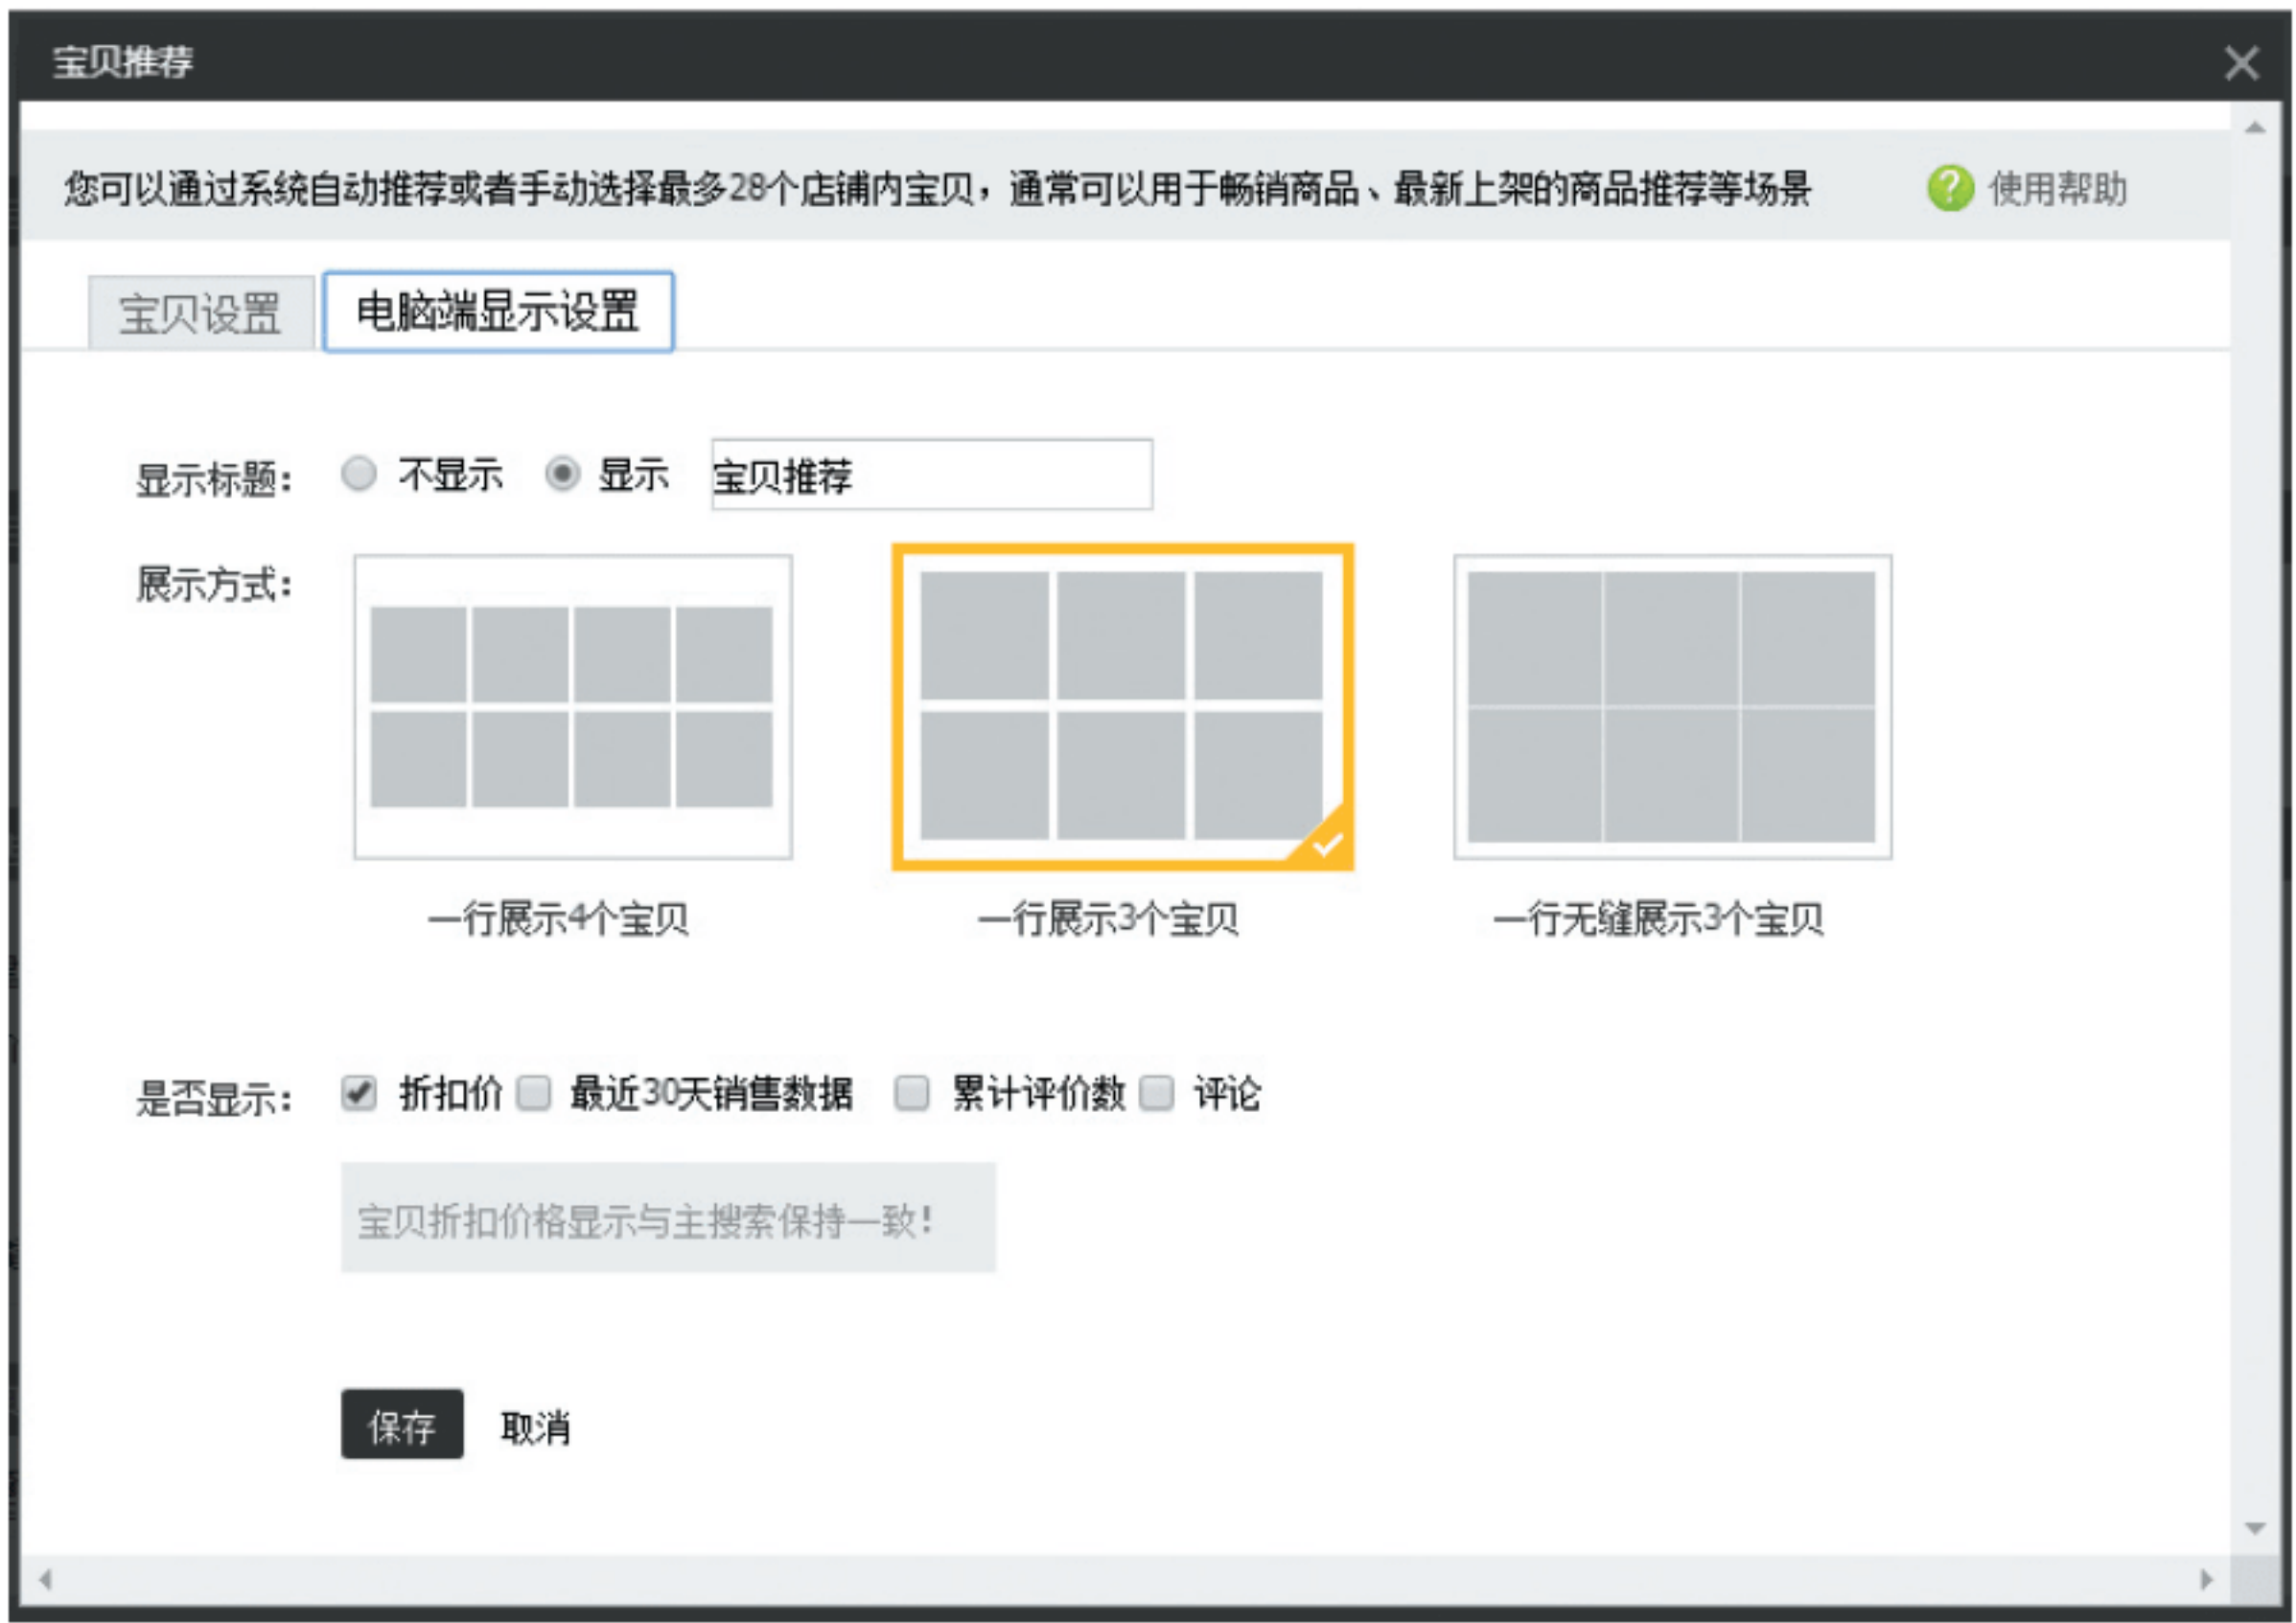 宝贝推荐
您可以通过系统自动推荐或者手动选择最多28个店铺内宝贝，通常可以用于畅销商品、最新上架的商品推荐等场景 使用帮助
宝贝设置 电脑端显示设置
显示标题： 不显示 显示 宝贝推荐
展示方式：
一行展示4个宝贝 一行展示3个宝贝 一行无缝展示3个宝贝
是否显示： 折扣价 最近30天销售数据 累计评价数 评论
宝贝折扣价格显示与主搜索保持一致！
保存 取消